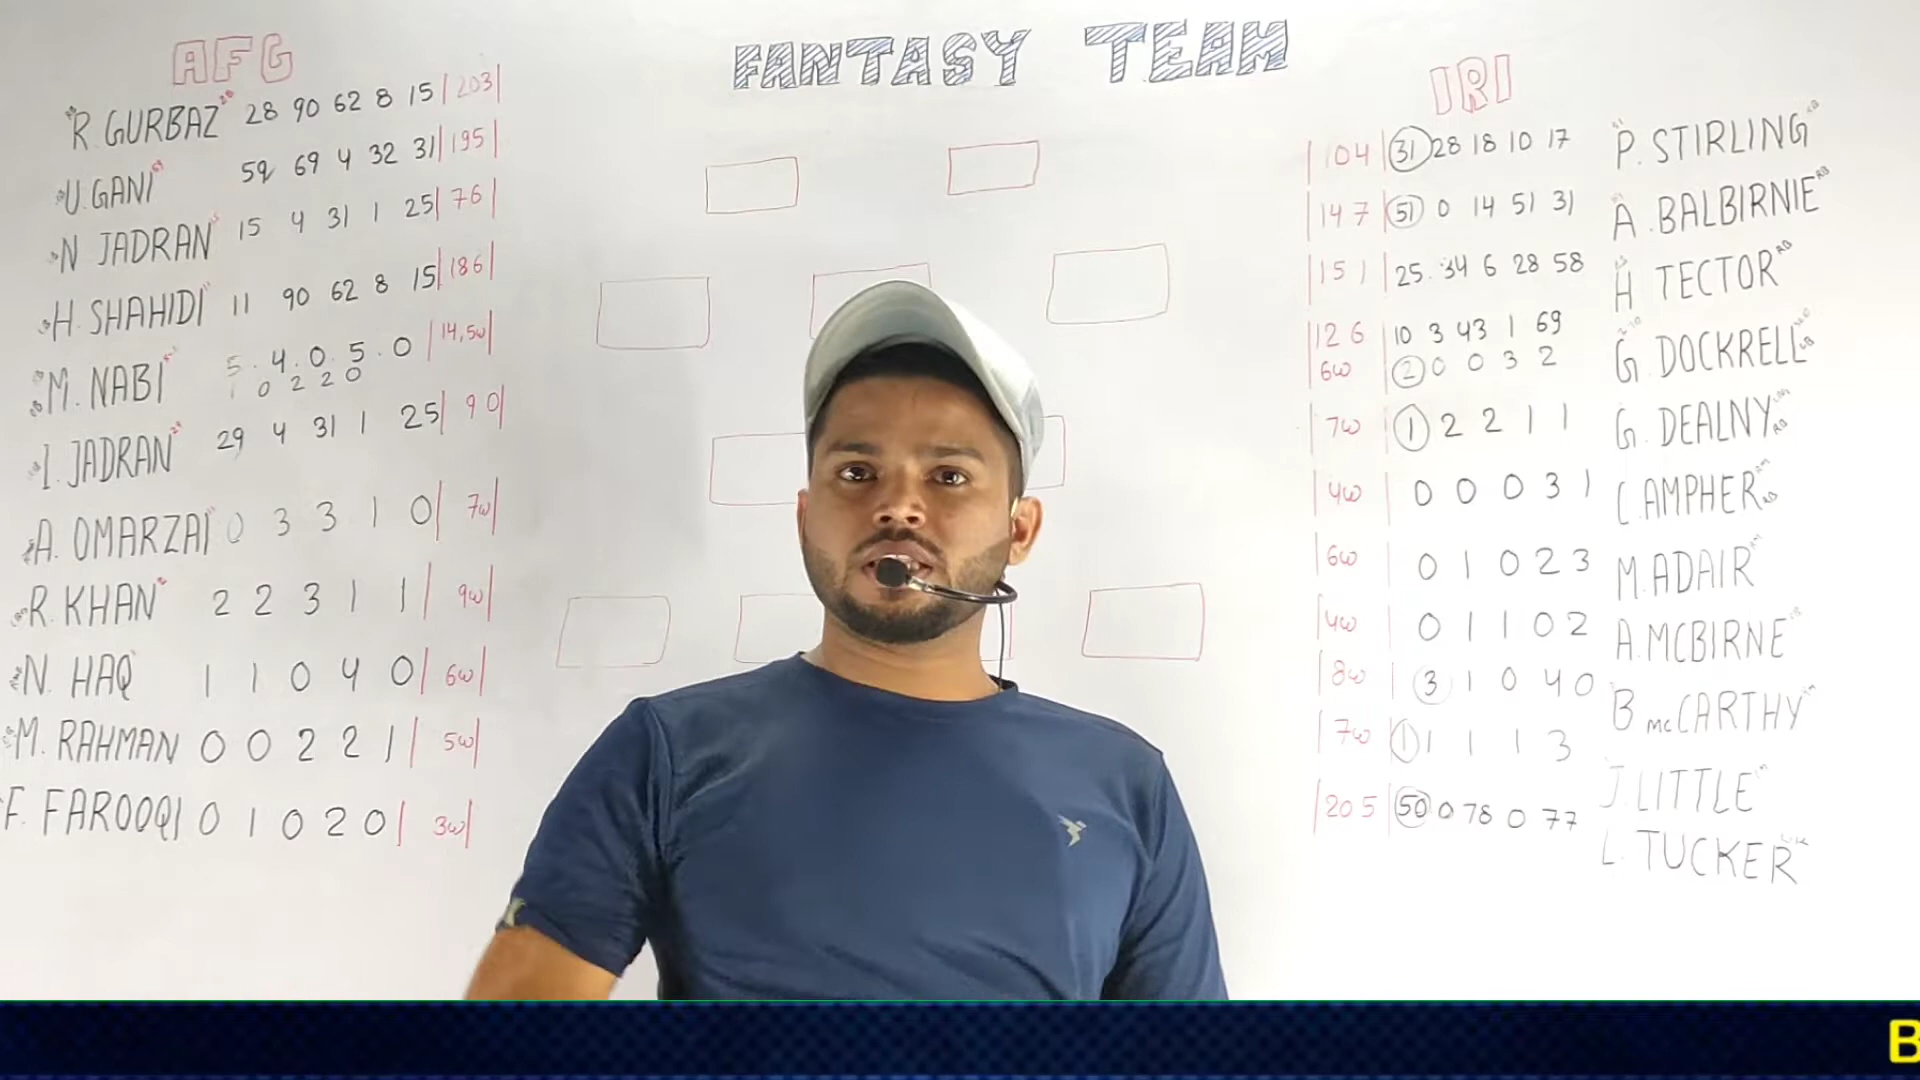 FANTASY TEAM
AFG
R. GURBAZ 28 90 62 8 15 | 203 |
U. GANI 59 69 4 32 31 | 195 |
N JADRAN 15 4 31 1 25 | 76 |
H. SHAHIDI 11 90 62 8 15 | 186 |
M. NABI 5. 4. 0. 5. 0 | 14, 5w |
1 0 2 2 0
I. JADRAN 29 4 31 1 25 | 90 |
A. OMARZAI 0 3 3 1 0 | 7w |
R. KHAN 2 2 3 1 1 | 9w |
N. HAQ 1 1 0 4 0 | 6w |
M. RAHMAN 0 0 2 2 1 | 5w |
F. FAROOQI 0 1 0 2 0 | 3w |
IRI
| 104 | 31 28 18 10 17 P. STIRLING
| 147 | 51 0 14 51 31 A. BALBIRNIE
| 151 | 25. 34 6 28 58 H TECTOR
| 126 | 10 3 43 1 69 G. DOCKRELL
| 6w | 2 0 0 3 2
| 7w | 1 2 2 1 1 G. DEALNY
| 4w | 0 0 0 3 1 C. AMPHER
| 6w | 0 1 0 2 3 M. ADAIR
| 4w | 0 1 1 0 2 A. MCBIRNE
| 8w | 3 1 0 4 0 B McCARTHY
| 7w | 1 1 1 1 3 J. LITTLE
| 205 | 50 0 78 0 77 L. TUCKER
B